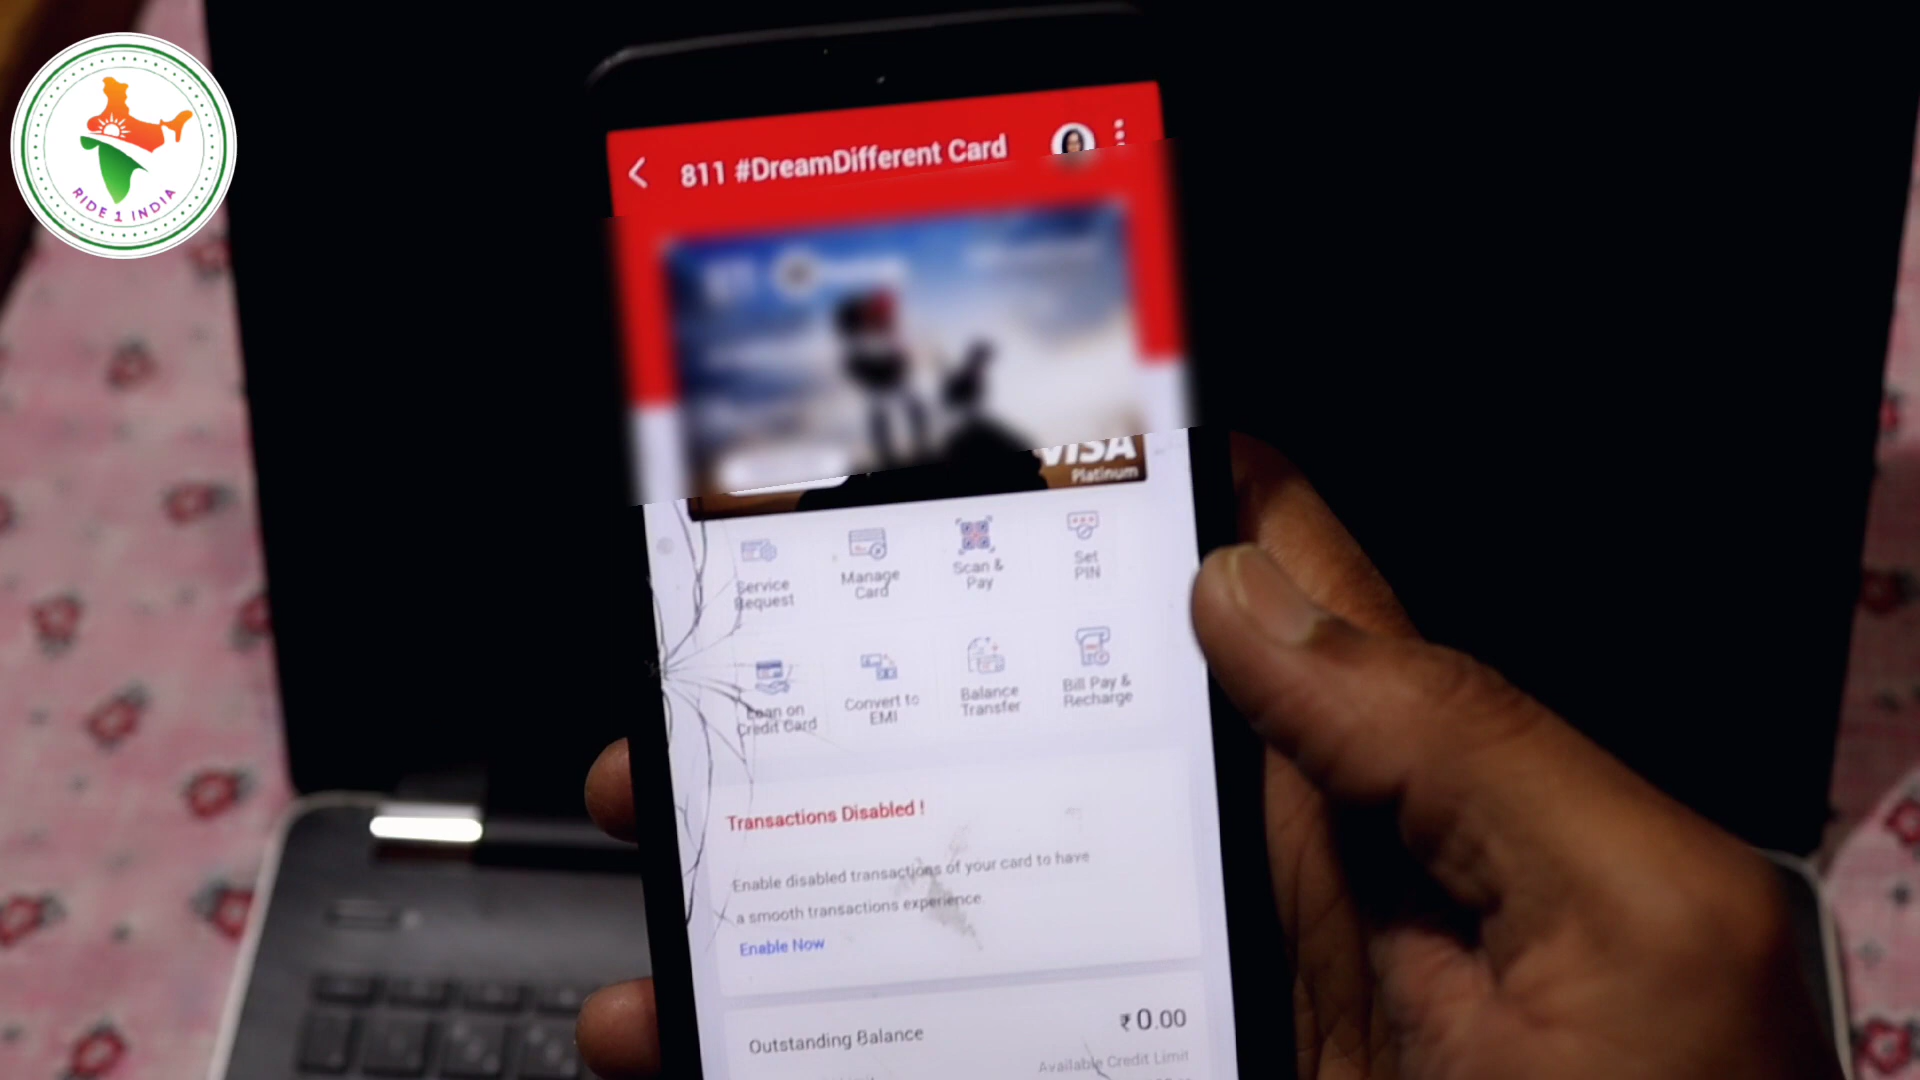 RIDE 1 INDIA
811 #DreamDifferent Card
VISA
Platinum
Service
Request
Manage
Card
Scan &
Pay
Set
PIN
Loan on
Credit Card
Convert to
EMI
Balance
Transfer
Bill Pay &
Recharge
Transactions Disabled !
Enable disabled transactions of your card to have
a smooth transactions experience
Enable Now
Outstanding Balance
₹0.00
Available Credit Limit